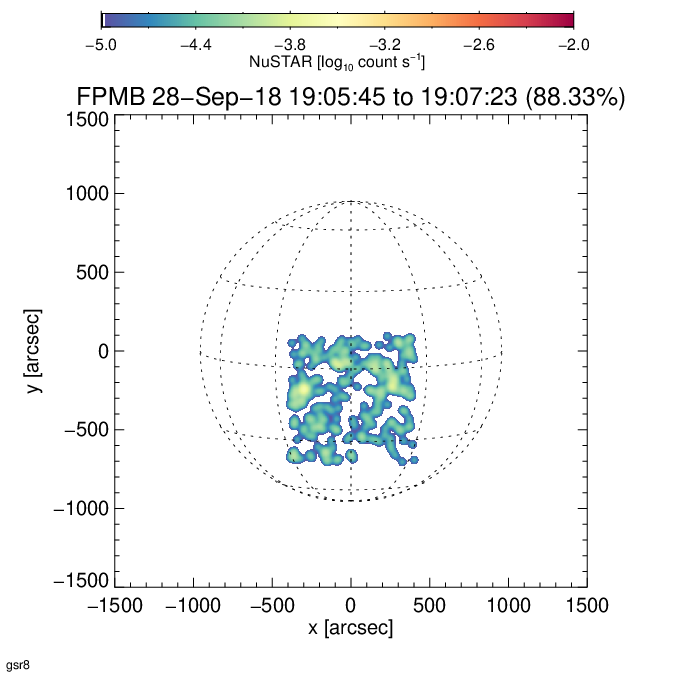 −5.0 −4.4 −3.8 −3.2 −2.6 −2.0
NuSTAR [log₁₀ count s⁻¹]
FPMB 28−Sep−18 19:05:45 to 19:07:23 (88.33%)
1500
1000
500
0
−500
−1000
−1500
y [arcsec]
−1500 −1000 −500 0 500 1000 1500
x [arcsec]
gsr8